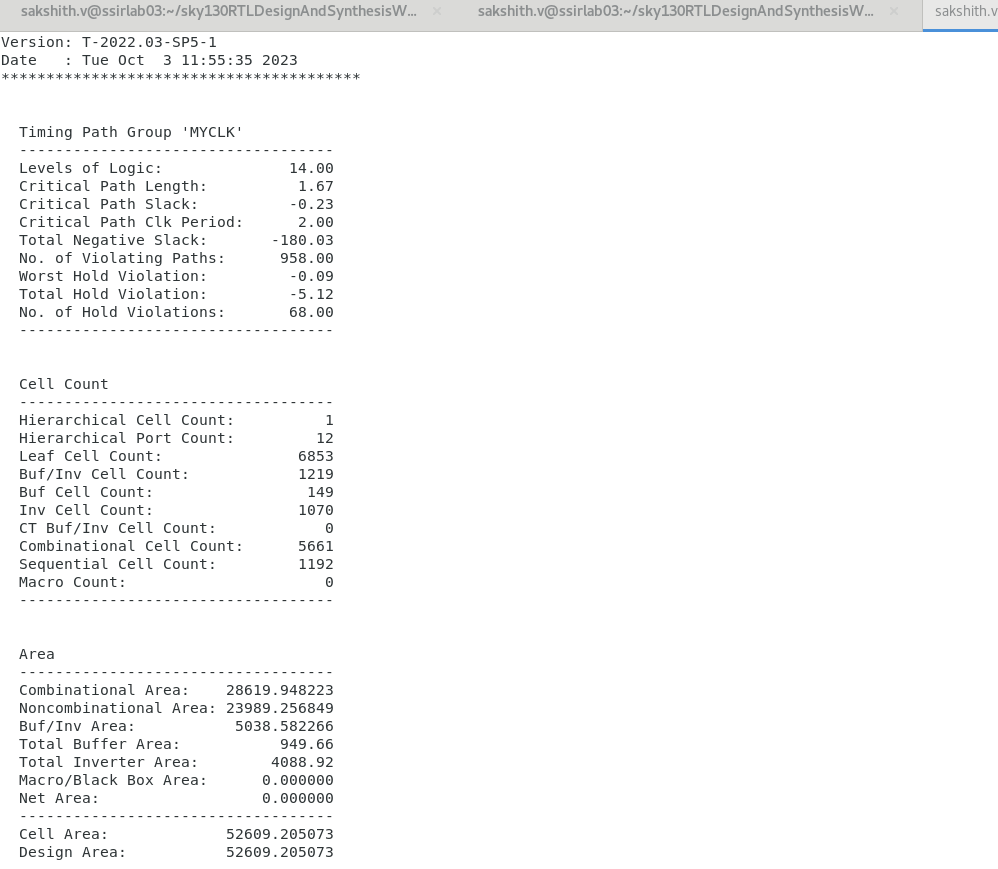 sakshith.v@ssirlab03:~/sky130RTLDesignAndSynthesisW... × sakshith.v@ssirlab03:~/sky130RTLDesignAndSynthesisW... × sakshith.v
Version: T-2022.03-SP5-1
Date   : Tue Oct  3 11:55:35 2023
****************************************
Timing Path Group 'MYCLK'
-----------------------------------
Levels of Logic:              14.00
Critical Path Length:          1.67
Critical Path Slack:          -0.23
Critical Path Clk Period:      2.00
Total Negative Slack:       -180.03
No. of Violating Paths:      958.00
Worst Hold Violation:         -0.09
Total Hold Violation:         -5.12
No. of Hold Violations:       68.00
-----------------------------------
Cell Count
-----------------------------------
Hierarchical Cell Count:          1
Hierarchical Port Count:         12
Leaf Cell Count:               6853
Buf/Inv Cell Count:            1219
Buf Cell Count:                 149
Inv Cell Count:                1070
CT Buf/Inv Cell Count:            0
Combinational Cell Count:      5661
Sequential Cell Count:         1192
Macro Count:                      0
-----------------------------------
Area
-----------------------------------
Combinational Area:    28619.948223
Noncombinational Area: 23989.256849
Buf/Inv Area:           5038.582266
Total Buffer Area:           949.66
Total Inverter Area:        4088.92
Macro/Black Box Area:      0.000000
Net Area:                  0.000000
-----------------------------------
Cell Area:             52609.205073
Design Area:           52609.205073